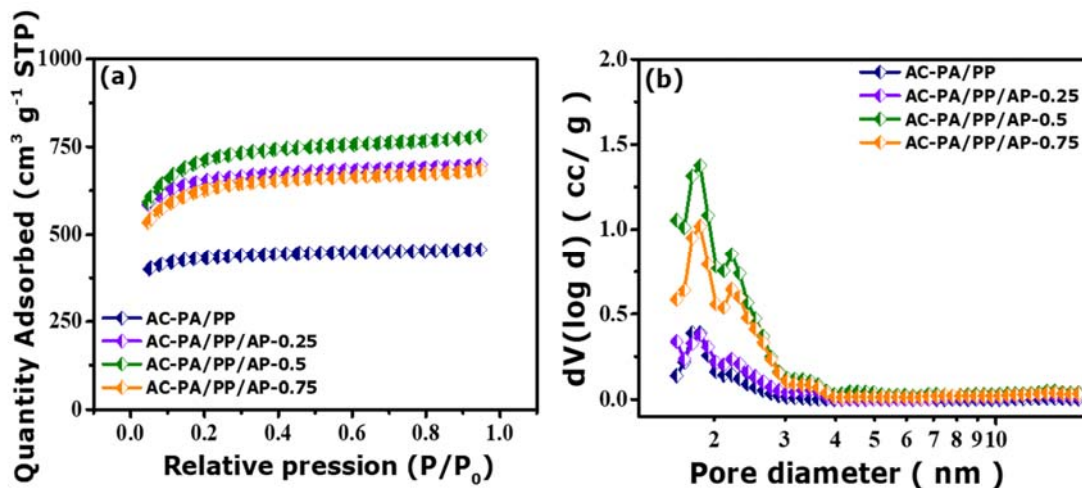 Quantity Adsorbed (cm³ g⁻¹ STP)
(a)
1000
750
500
250
0
AC-PA/PP
AC-PA/PP/AP-0.25
AC-PA/PP/AP-0.5
AC-PA/PP/AP-0.75
0.0 0.2 0.4 0.6 0.8 1.0
Relative pression (P/P₀)
dV(log d) ( cc/ g )
(b)
2.0
1.5
1.0
0.5
0.0
AC-PA/PP
AC-PA/PP/AP-0.25
AC-PA/PP/AP-0.5
AC-PA/PP/AP-0.75
2 3 4 5 6 7 8 9 10
Pore diameter ( nm )